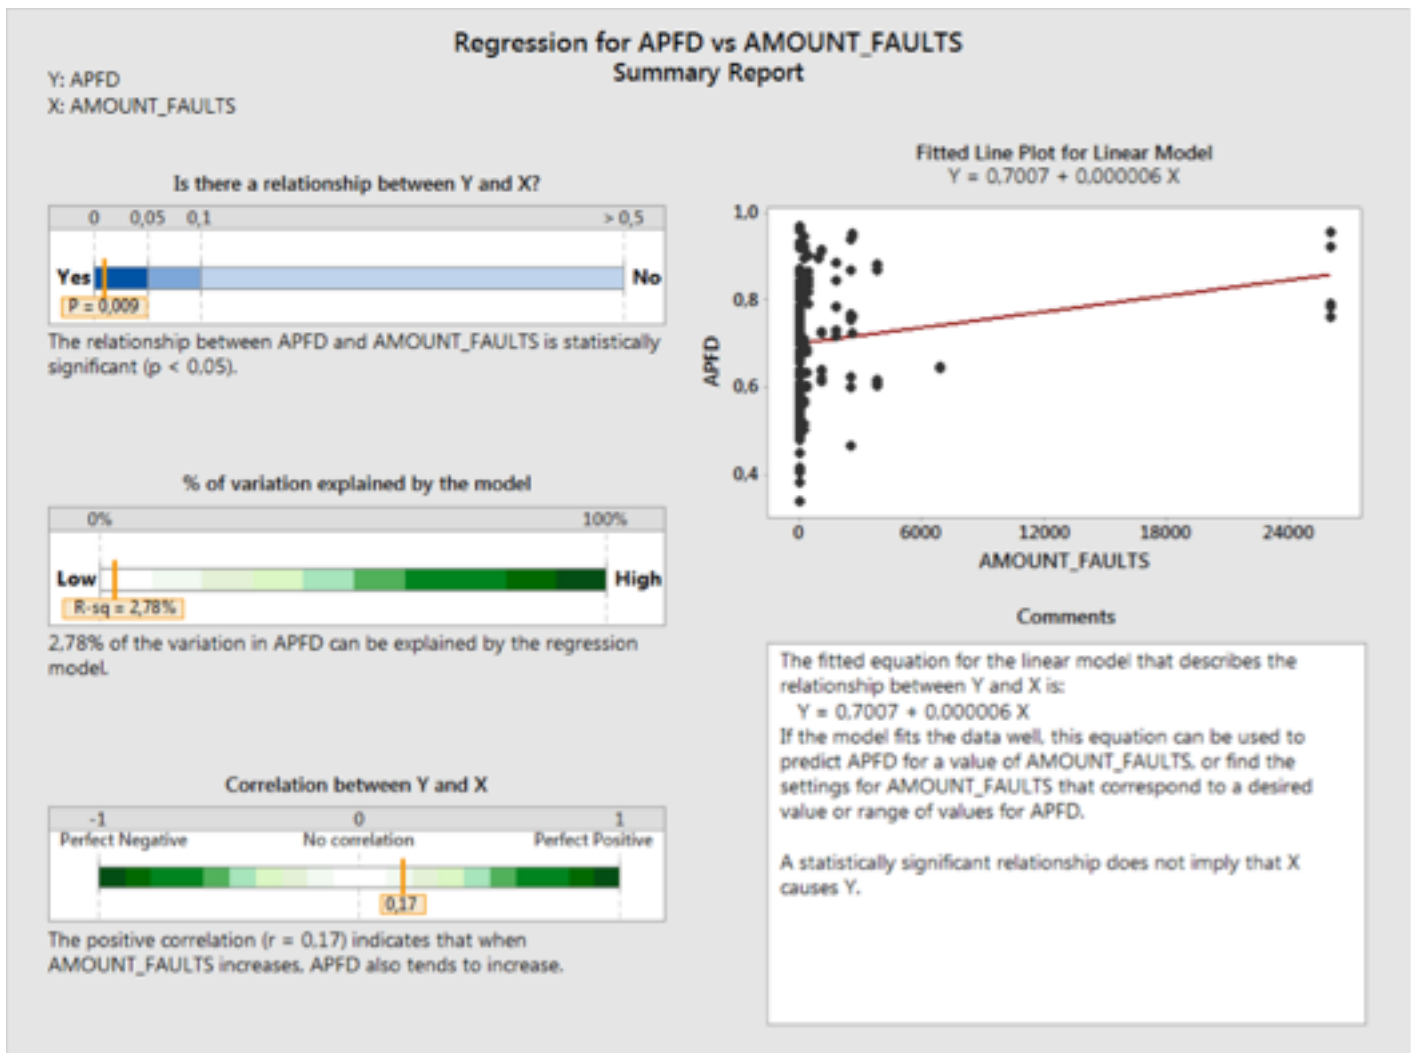 Regression for APFD vs AMOUNT_FAULTS
Summary Report
Y: APFD
X: AMOUNT_FAULTS
Is there a relationship between Y and X?
0 0,05 0,1 > 0,5
Yes No
P = 0,009
The relationship between APFD and AMOUNT_FAULTS is statistically
significant (p < 0,05).
% of variation explained by the model
0% 100%
Low High
R-sq = 2,78%
2,78% of the variation in APFD can be explained by the regression
model.
Correlation between Y and X
-1 0 1
Perfect Negative No correlation Perfect Positive
0,17
The positive correlation (r = 0,17) indicates that when
AMOUNT_FAULTS increases, APFD also tends to increase.
Fitted Line Plot for Linear Model
Y = 0,7007 + 0,000006 X
1,0
0,8
0,6
0,4
APFD
0 6000 12000 18000 24000
AMOUNT_FAULTS
Comments
The fitted equation for the linear model that describes the
relationship between Y and X is:
Y = 0,7007 + 0,000006 X
If the model fits the data well, this equation can be used to
predict APFD for a value of AMOUNT_FAULTS, or find the
settings for AMOUNT_FAULTS that correspond to a desired
value or range of values for APFD.
A statistically significant relationship does not imply that X
causes Y.